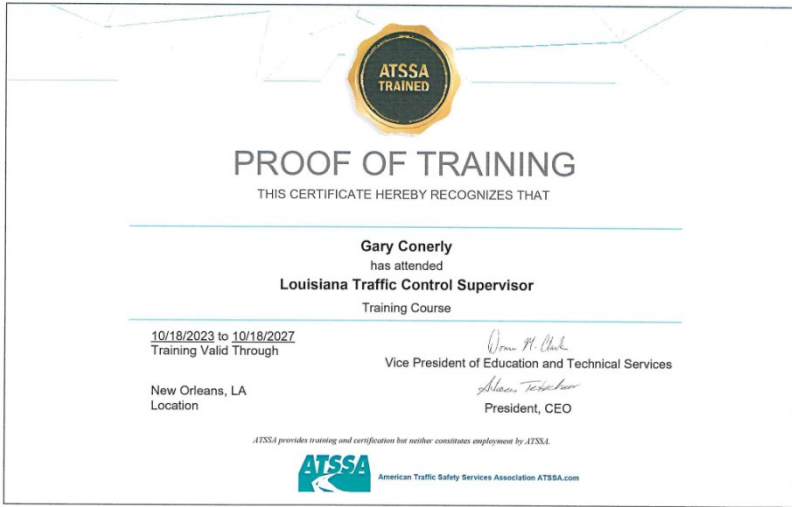 ATSSA
TRAINED
PROOF OF TRAINING
THIS CERTIFICATE HEREBY RECOGNIZES THAT
Gary Conerly
has attended
Louisiana Traffic Control Supervisor
Training Course
10/18/2023 to 10/18/2027
Training Valid Through
Vice President of Education and Technical Services
New Orleans, LA
Location
President, CEO
ATSSA provides training and certification but neither constitutes employment by ATSSA.
ATSSA
American Traffic Safety Services Association ATSSA.com